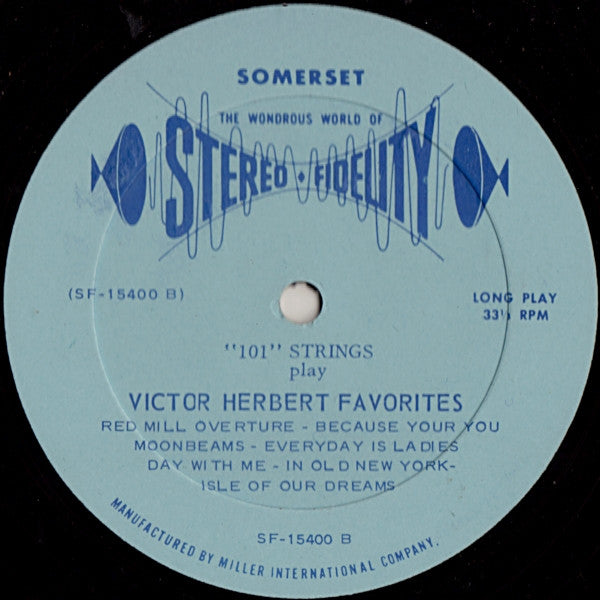 SOMERSET
THE WONDROUS WORLD OF
STEREO • FIDELITY
(SF-15400 B)
LONG PLAY
33⅓ RPM
"101" STRINGS
play
VICTOR HERBERT FAVORITES
RED MILL OVERTURE - BECAUSE YOUR YOU
MOONBEAMS - EVERYDAY IS LADIES
DAY WITH ME - IN OLD NEW YORK-
ISLE OF OUR DREAMS
SF-15400 B
MANUFACTURED BY MILLER INTERNATIONAL COMPANY.